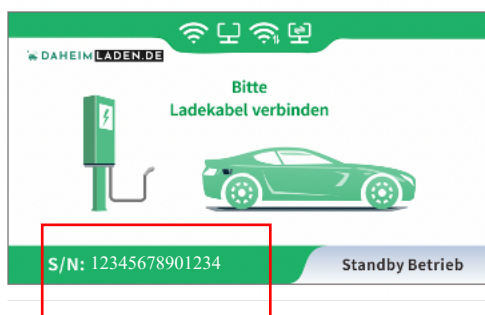 DAHEIMLADEN.DE
Bitte
Ladekabel verbinden
S/N: 12345678901234
Standby Betrieb